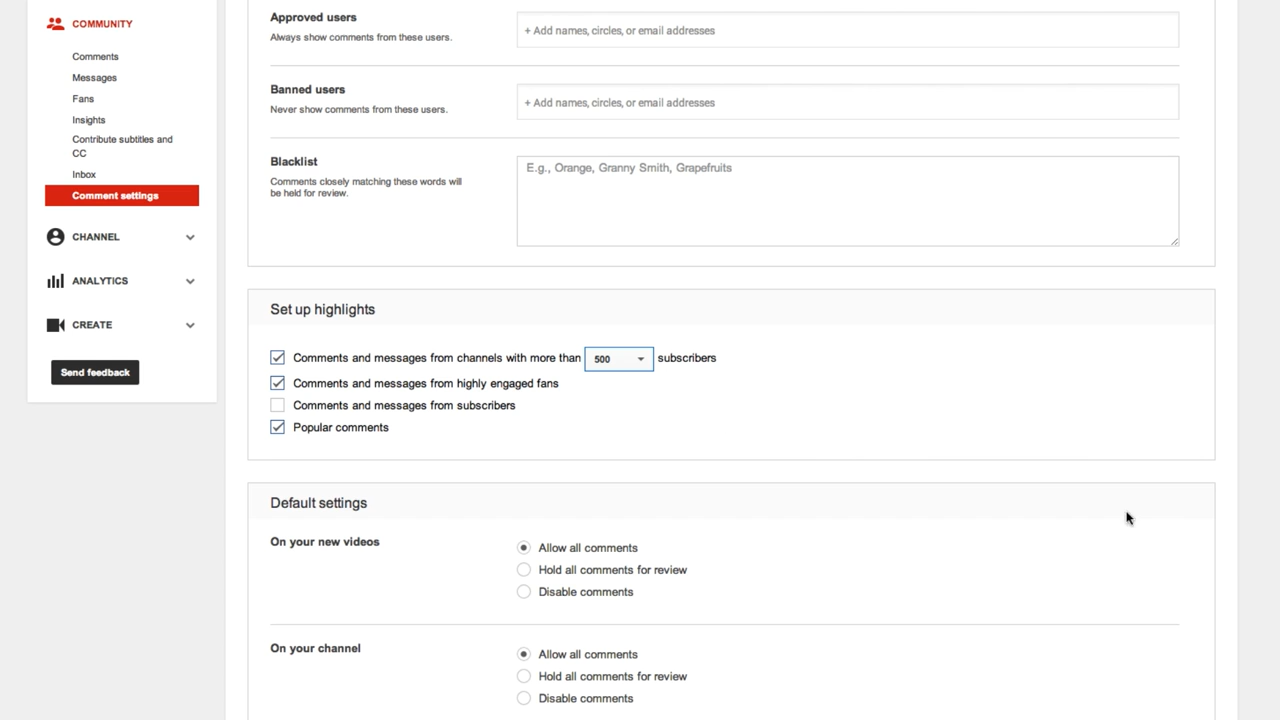 COMMUNITY
Comments
Messages
Fans
Insights
Contribute subtitles and
CC
Inbox
Comment settings
CHANNEL
ANALYTICS
CREATE
Send feedback
Approved users
Always show comments from these users.
+ Add names, circles, or email addresses
Banned users
Never show comments from these users.
+ Add names, circles, or email addresses
Blacklist
Comments closely matching these words will
be held for review.
E.g., Orange, Granny Smith, Grapefruits
Set up highlights
Comments and messages from channels with more than 500 subscribers
Comments and messages from highly engaged fans
Comments and messages from subscribers
Popular comments
Default settings
On your new videos
Allow all comments
Hold all comments for review
Disable comments
On your channel
Allow all comments
Hold all comments for review
Disable comments